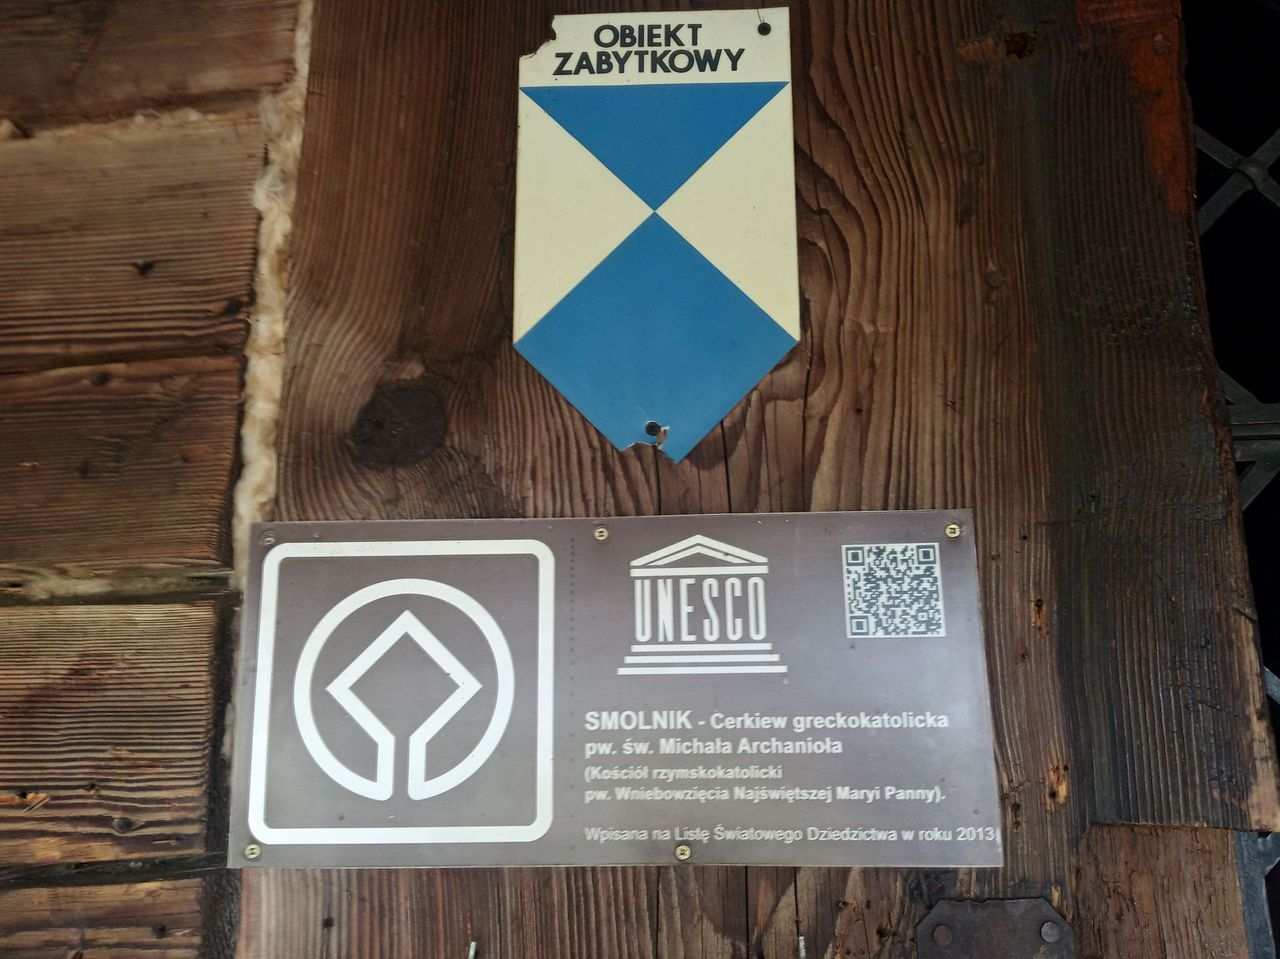 OBIEKT
ZABYTKOWY
UNESCO
SMOLNIK - Cerkiew greckokatolicka
pw. św. Michała Archanioła
(Kościół rzymskokatolicki
pw. Wniebowzięcia Najświętszej Maryi Panny).
Wpisana na Listę Światowego Dziedzictwa w roku 2013